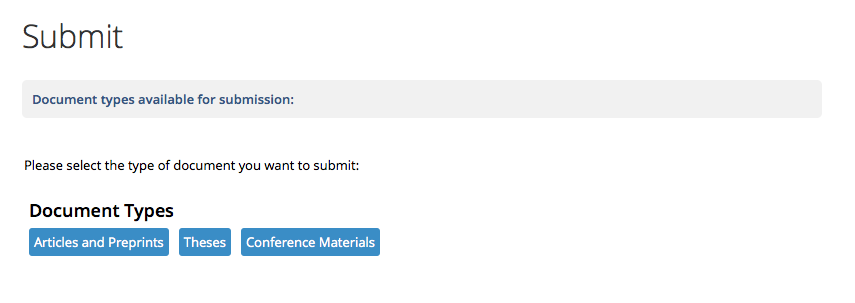 Submit
Document types available for submission:
Please select the type of document you want to submit:
Document Types
Articles and Preprints Theses Conference Materials